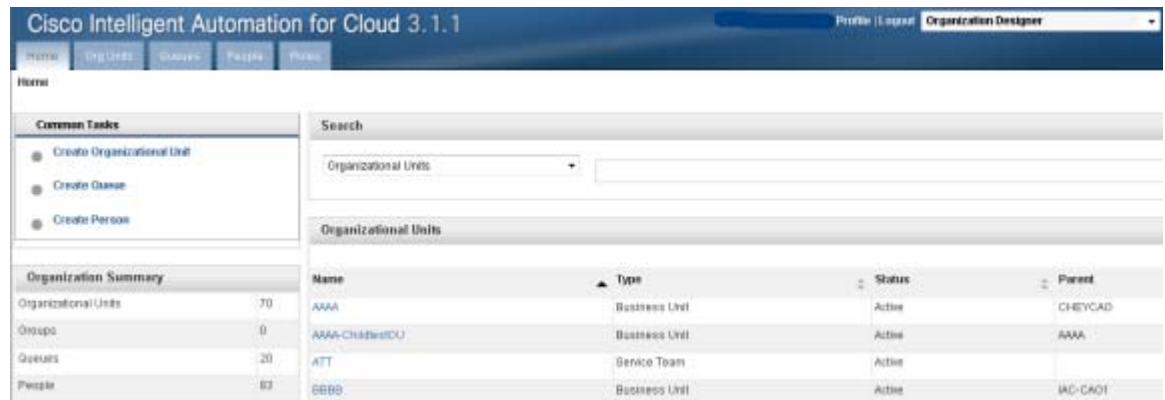 Cisco Intelligent Automation for Cloud 3.1.1
Profile | Logout
Organization Designer
Home
Org Units
Queues
People
Roles
Home
Common Tasks
Create Organizational Unit
Create Queue
Create Person
Search
Organizational Units
Organizational Units
Organization Summary
Organizational Units 70
Groups 0
Queues 20
People 83
Name Type Status Parent
AAAA Business Unit Active CHEYCAD
AAAA-ChildtestOU Business Unit Active AAAA
ATT Service Team Active
BBBB Business Unit Active IAC-CAO1